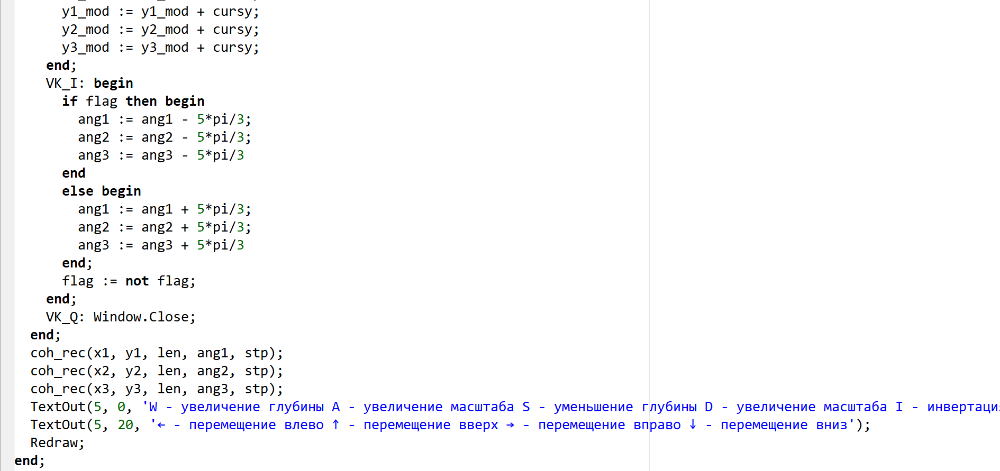 y1_mod := y1_mod + cursy;
y2_mod := y2_mod + cursy;
y3_mod := y3_mod + cursy;
end;
VK_I: begin
if flag then begin
ang1 := ang1 - 5*pi/3;
ang2 := ang2 - 5*pi/3;
ang3 := ang3 - 5*pi/3
end
else begin
ang1 := ang1 + 5*pi/3;
ang2 := ang2 + 5*pi/3;
ang3 := ang3 + 5*pi/3
end;
flag := not flag;
end;
VK_Q: Window.Close;
end;
coh_rec(x1, y1, len, ang1, stp);
coh_rec(x2, y2, len, ang2, stp);
coh_rec(x3, y3, len, ang3, stp);
TextOut(5, 0, 'W - увеличение глубины A - увеличение масштаба S - уменьшение глубины D - увеличение масштаба I -
TextOut(5, 20, '← - перемещение влево ↑ - перемещение вверх → - перемещение вправо ↓ - перемещение вниз');
Redraw;
end;